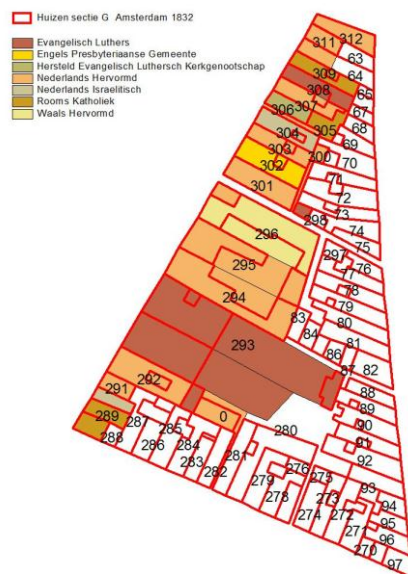 Huizen sectie G Amsterdam 1832
Evangelisch Luthers
Engels Presbyteriaanse Gemeente
Hersteld Evangelisch Luthersch Kerkgenootschap
Nederlands Hervormd
Nederlands Israelitisch
Rooms Katholiek
Waals Hervormd
311 312
63
309 64
308 65
306 307 67
305 68
304 69
303 300 70
302 71
301 72
298 73
74
296 75
297 76
295 77
78
294 79
83 80
84 81
293 86
87 82
88
292 89
291 0 90
289 287 285 280 91
288 286 284 281 276 275 92
283 282 279 278 273 93
274 272 94
271 95
270 96
97